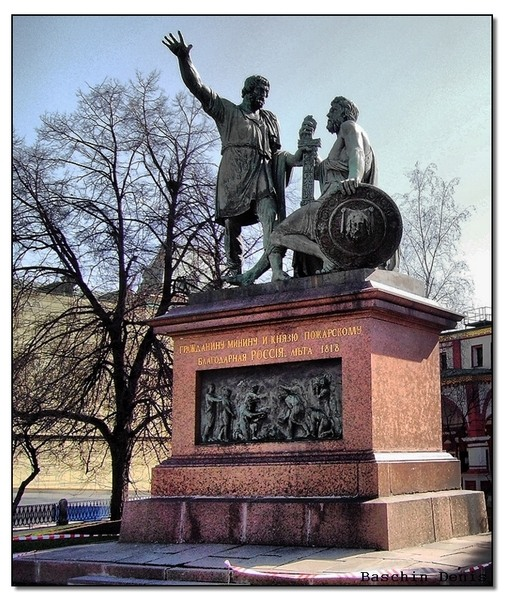 ГРАЖДАНИНУ МИНИНУ И КНЯЗЮ ПОЖАРСКОМУ
БЛАГОДАРНАЯ РОССІЯ. ЛѢТА 1818
Baschin Denis